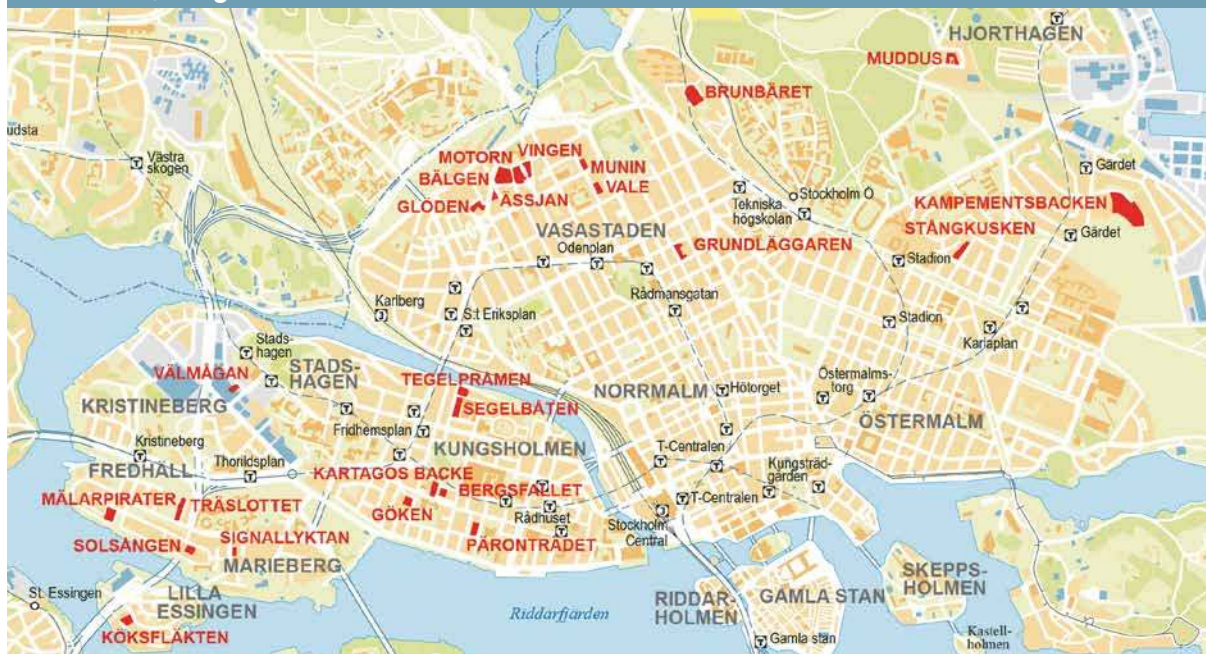 HJORTHAGEN
MUDDUS
BRUNBÄRET
udsta
Västra
skogen
MOTORN
VINGEN
MUNIN
BÄLGEN
VALE
GLÖDEN
ÄSSJAN
Gärdet
Stockholm Ö
Tekniska
högskolan
KAMPEMENTSBACKEN
STÅNGKUSKEN
Gärdet
VASASTADEN
GRUNDLÄGGAREN
Odenplan
Stadion
Rådmansgatan
Karlberg
S:t Eriksplan
Stadion
Karlaplan
Stads-
hagen
STADS-
HAGEN
VÄLMÅGAN
TEGELPRÅMEN
SEGELBÅTEN
NORRMALM
Hötorget
Östermalms-
torg
ÖSTERMALM
KRISTINEBERG
Fridhemsplan
KUNGSHOLMEN
Kristineberg
FREDHÄLL
Thorildsplan
T-Centralen
Kungsträd-
gården
KARTAGOS BACKE
BERGSFALLET
MÄLARPIRATER
TRÄSLOTTET
GÖKEN
Rådhuset
T-Centralen
Stockholm
Central
SOLSÅNGEN
SIGNALLYKTAN
PÄRONTRÄDET
MARIEBERG
LILLA
ESSINGEN
St. Essingen
KÖKSFLÄKTEN
Riddarfjärden
RIDDAR-
HOLMEN
GAMLA STAN
SKEPPS-
HOLMEN
Gamla stan
Kastell-
holmen